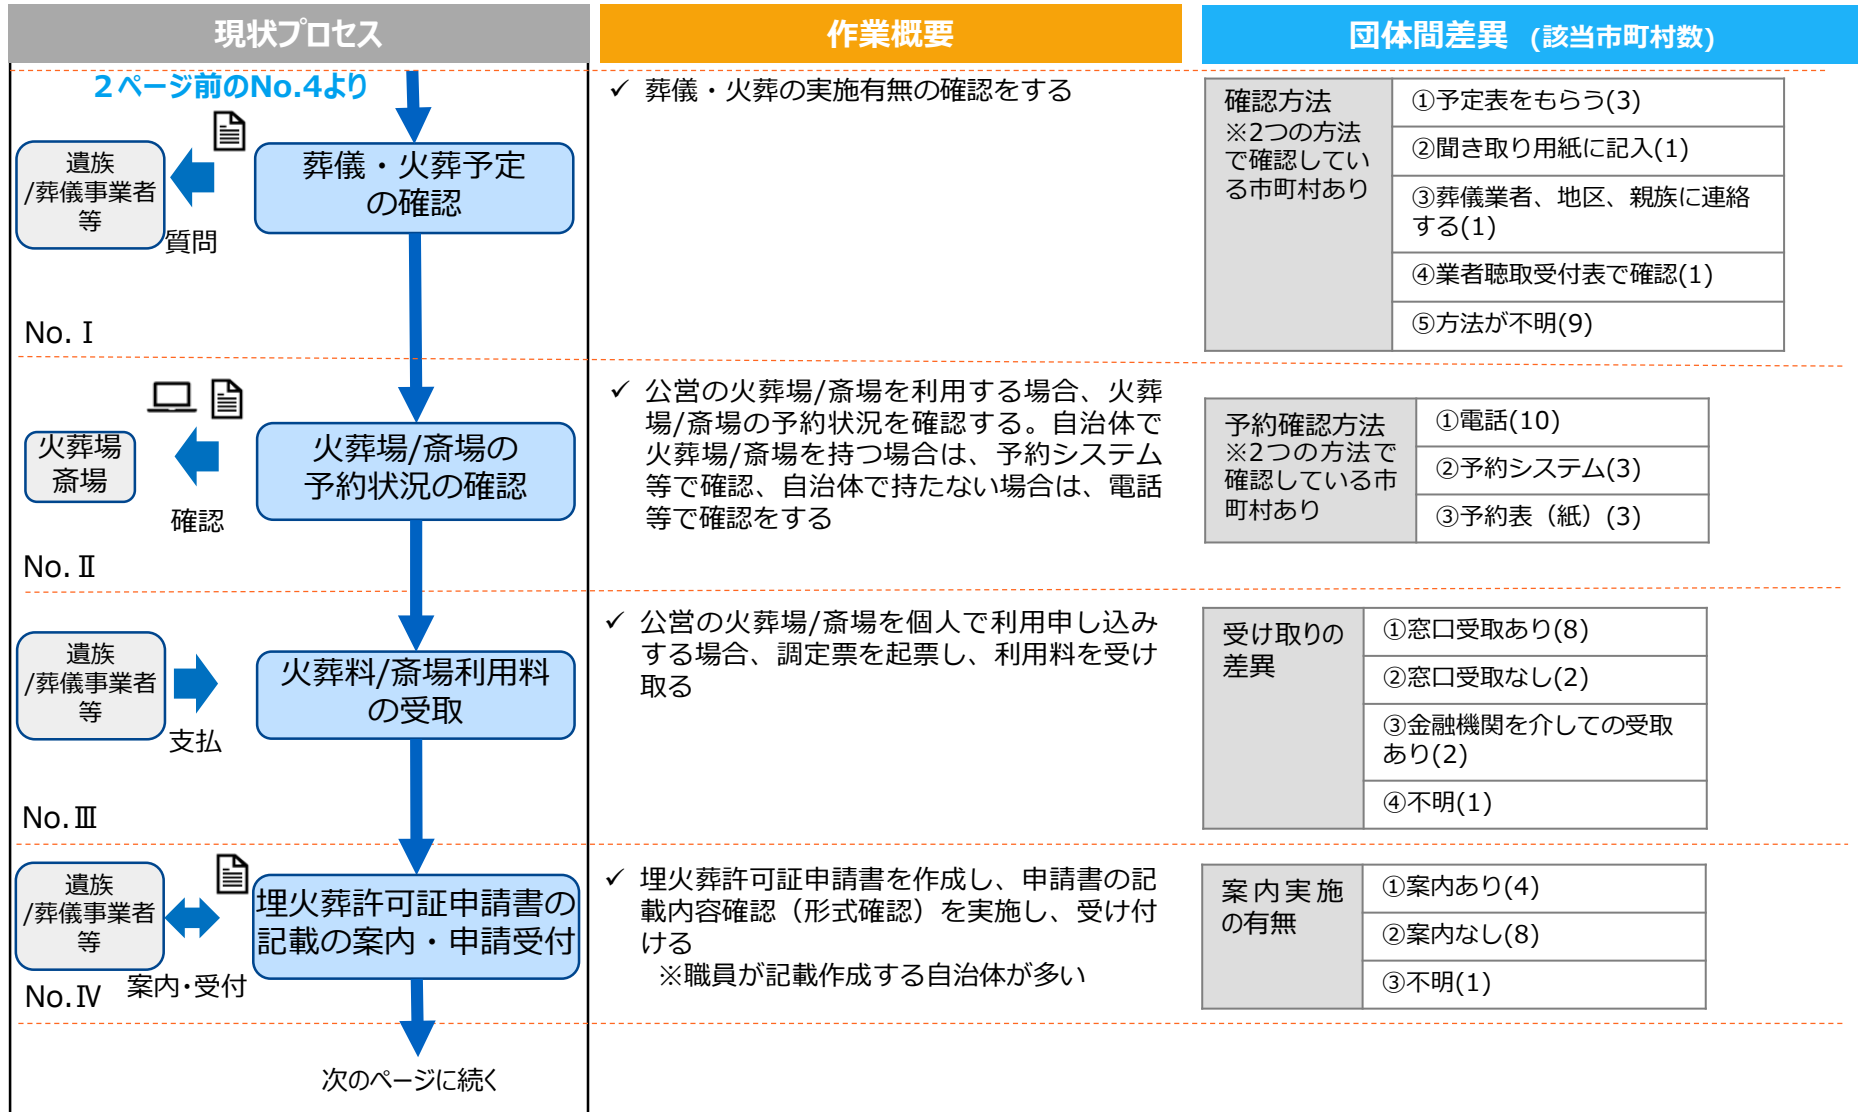 現状プロセス
作業概要
団体間差異 (該当市町村数)
2ページ前のNo.4より
遺族
/葬儀事業者
等
質問
葬儀・火葬予定
の確認
No. Ⅰ
✓ 葬儀・火葬の実施有無の確認をする
確認方法
※2つの方法
で確認してい
る市町村あり
①予定表をもらう(3)
②聞き取り用紙に記入(1)
③葬儀業者、地区、親族に連絡
する(1)
④業者聴取受付表で確認(1)
⑤方法が不明(9)
火葬場
斎場
確認
火葬場/斎場の
予約状況の確認
No. Ⅱ
✓ 公営の火葬場/斎場を利用する場合、火葬
場/斎場の予約状況を確認する。自治体で
火葬場/斎場を持つ場合は、予約システム
等で確認、自治体で持たない場合は、電話
等で確認をする
予約確認方法
※2つの方法で
確認している市
町村あり
①電話(10)
②予約システム(3)
③予約表（紙）(3)
遺族
/葬儀事業者
等
支払
火葬料/斎場利用料
の受取
No.Ⅲ
✓ 公営の火葬場/斎場を個人で利用申し込み
する場合、調定票を起票し、利用料を受け
取る
受け取りの
差異
①窓口受取あり(8)
②窓口受取なし(2)
③金融機関を介しての受取
あり(2)
④不明(1)
遺族
/葬儀事業者
等
案内・受付
埋火葬許可証申請書の
記載の案内・申請受付
No.Ⅳ
✓ 埋火葬許可証申請書を作成し、申請書の記
載内容確認（形式確認）を実施し、受け付
ける
※職員が記載作成する自治体が多い
案内実施
の有無
①案内あり(4)
②案内なし(8)
③不明(1)
次のページに続く